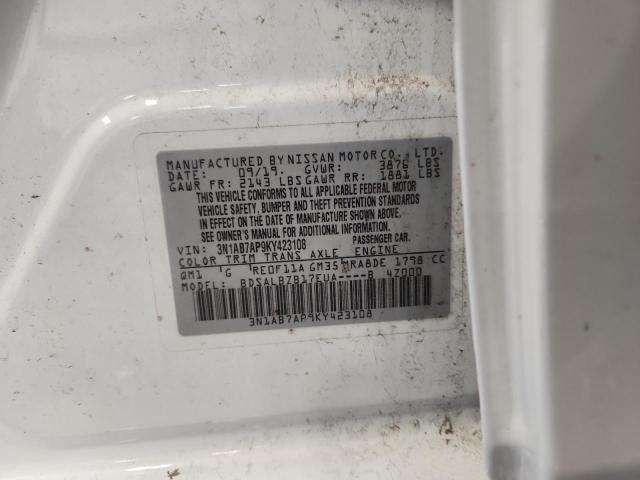 MANUFACTURED BY NISSAN MOTOR CO., LTD.
DATE: 09/19. GVWR: 3876 LBS
GAWR FR: 2143 LBS GAWR RR: 1881 LBS
THIS VEHICLE CONFORMS TO ALL APPLICABLE FEDERAL MOTOR
VEHICLE SAFETY, BUMPER AND THEFT PREVENTION STANDARDS
IN EFFECT ON THE DATE OF MANUFACTURE SHOWN ABOVE.
SEE OWNER'S MANUAL FOR ADDITIONAL INFORMATION.
VIN: 3N1AB7AP9KY423108 PASSENGER CAR.
COLOR TRIM TRANS AXLE ENGINE
QM1 G RE0F11A GM35 MRA8DE 1798 CC
MODEL: BDSALBZB17EUA----B 4Z000
3N1AB7AP9KY423108